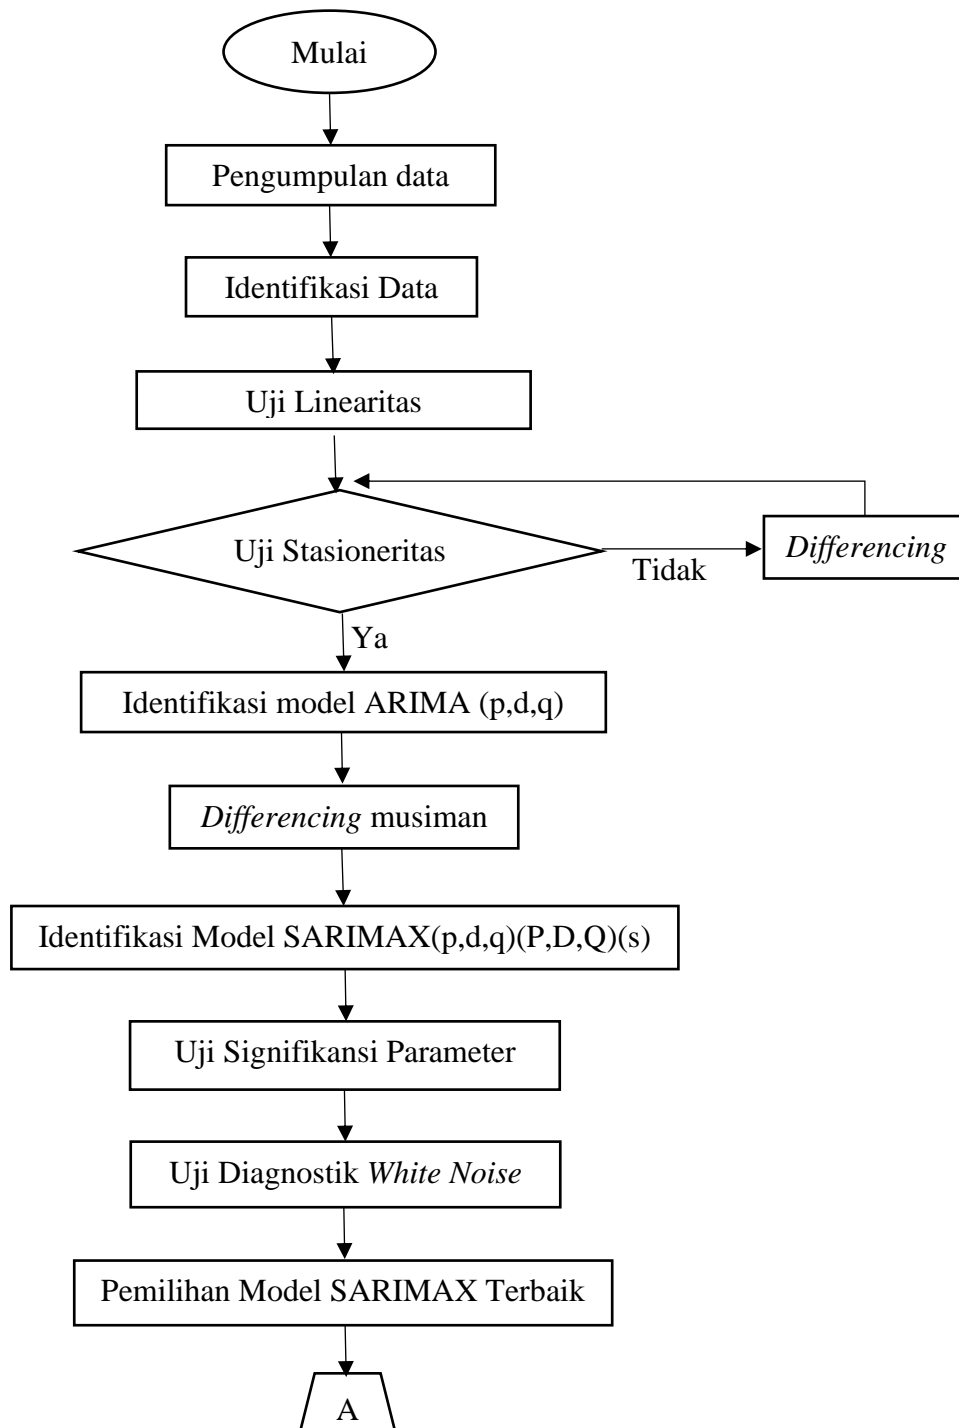 Mulai
Pengumpulan data
Identifikasi Data
Uji Linearitas
Uji Stasioneritas
Tidak
Differencing
Ya
Identifikasi model ARIMA (p,d,q)
Differencing musiman
Identifikasi Model SARIMAX(p,d,q)(P,D,Q)(s)
Uji Signifikansi Parameter
Uji Diagnostik White Noise
Pemilihan Model SARIMAX Terbaik
A